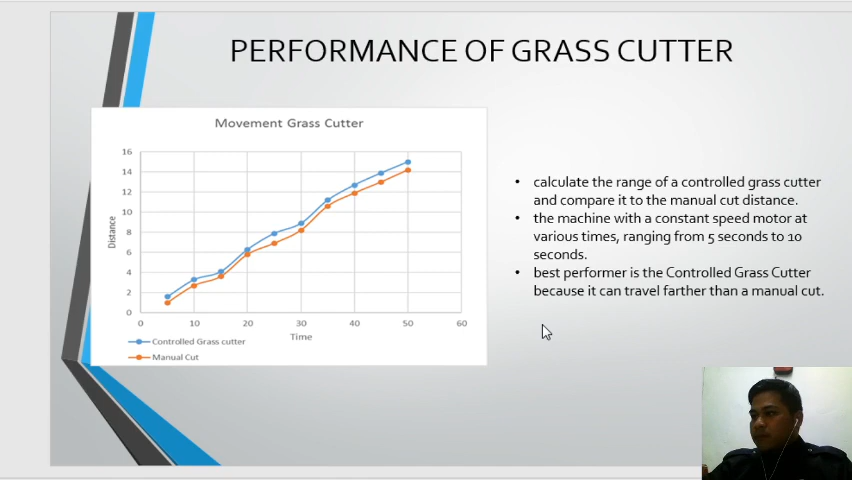 PERFORMANCE OF GRASS CUTTER
Movement Grass Cutter
16
14
12
10
8
6
4
2
0
Distance
0 10 20 30 40 50 60
Time
Controlled Grass cutter
Manual Cut
• calculate the range of a controlled grass cutter
and compare it to the manual cut distance.
• the machine with a constant speed motor at
various times, ranging from 5 seconds to 10
seconds.
• best performer is the Controlled Grass Cutter
because it can travel farther than a manual cut.